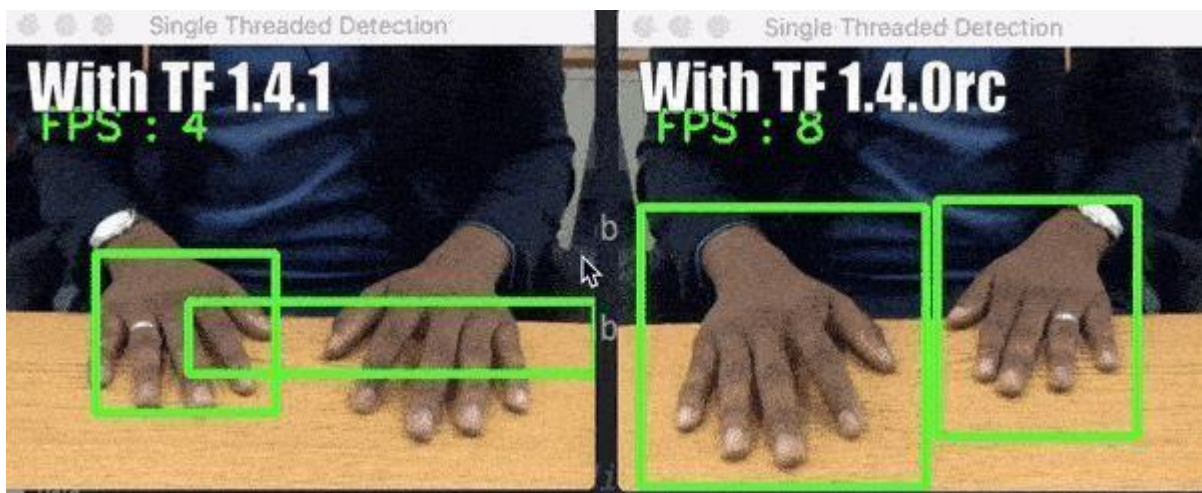 Single Threaded Detection
With TF 1.4.1
FPS : 4
b
b
Single Threaded Detection
With TF 1.4.0rc
FPS : 8